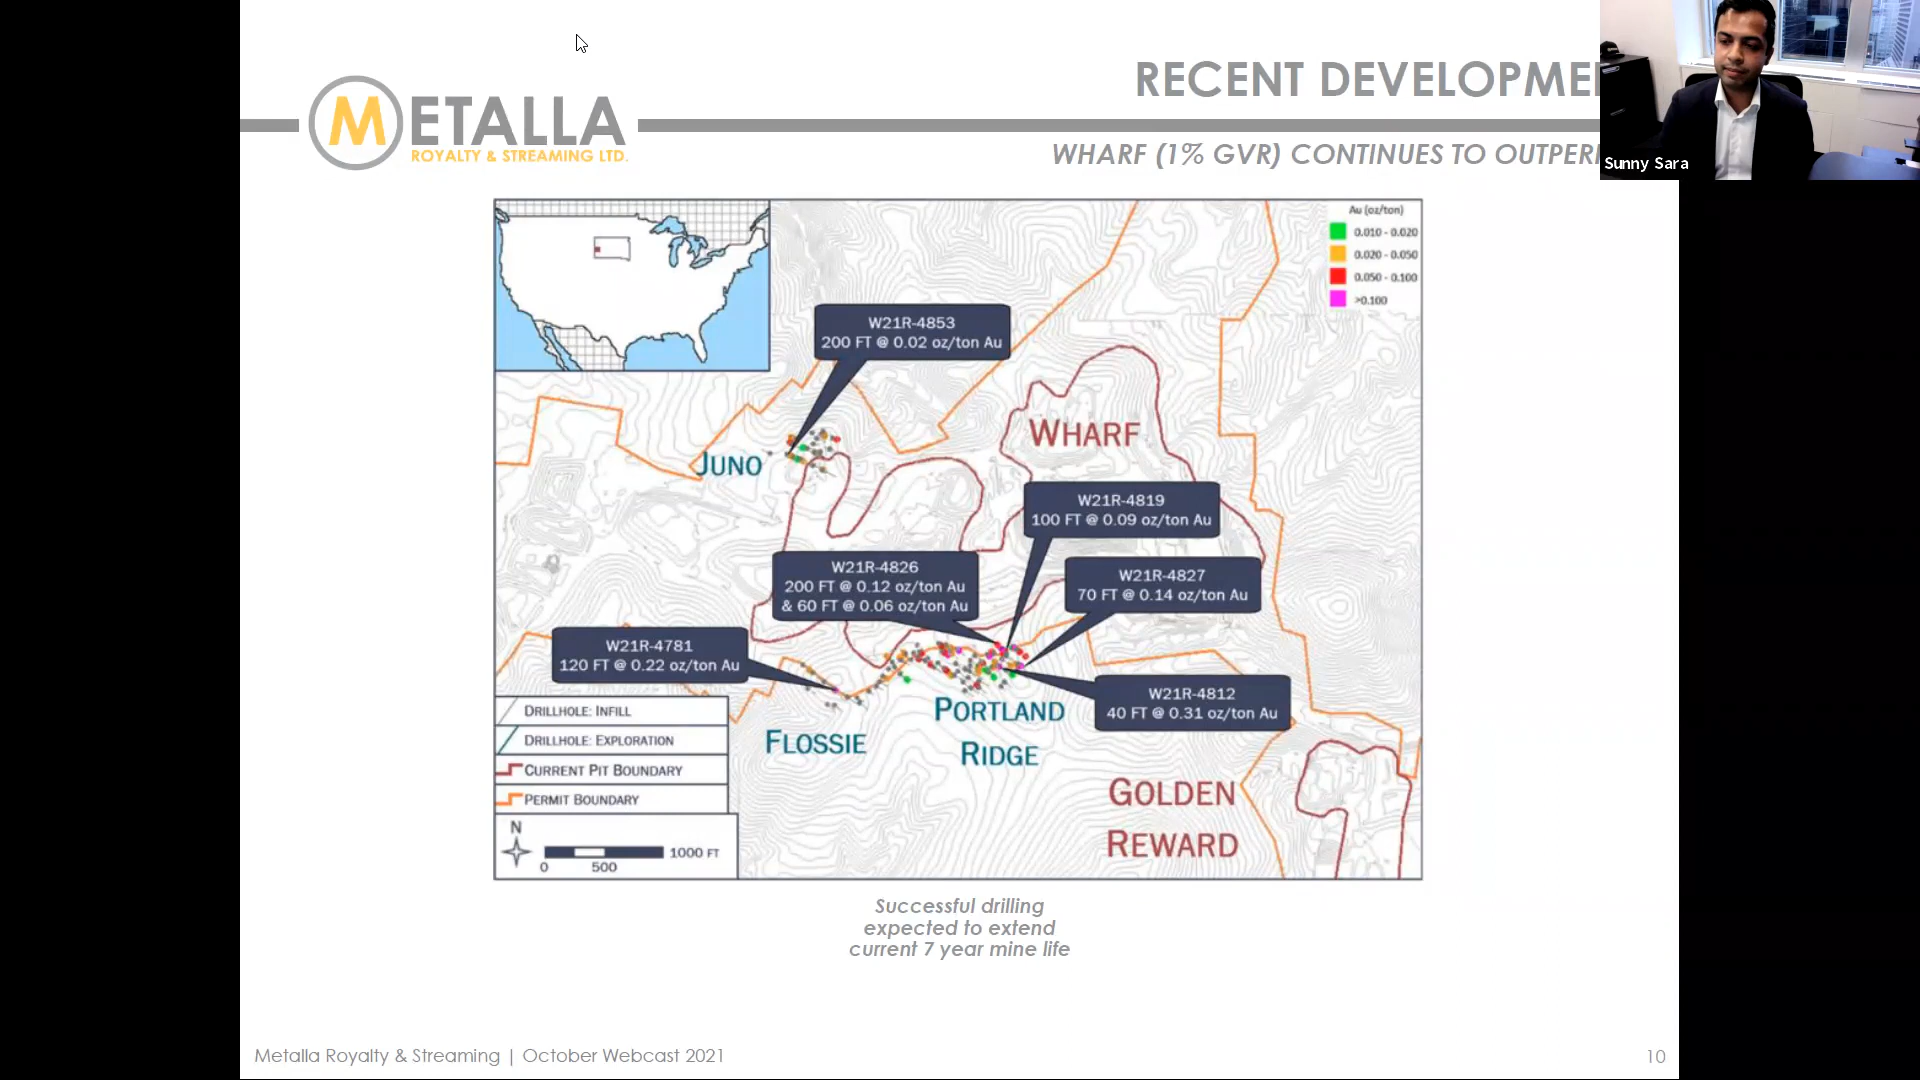 RECENT DEVELOPME
METALLA
ROYALTY & STREAMING LTD.
WHARF (1% GVR) CONTINUES TO OUTPER
Sunny Sara
Au (oz/ton)
0.010 - 0.020
0.020 - 0.050
0.050 - 0.100
>0.100
W21R-4853
200 FT @ 0.02 oz/ton Au
WHARF
JUNO
W21R-4819
100 FT @ 0.09 oz/ton Au
W21R-4826
200 FT @ 0.12 oz/ton Au
& 60 FT @ 0.06 oz/ton Au
W21R-4827
70 FT @ 0.14 oz/ton Au
W21R-4781
120 FT @ 0.22 oz/ton Au
W21R-4812
40 FT @ 0.31 oz/ton Au
PORTLAND
RIDGE
FLOSSIE
GOLDEN
REWARD
DRILLHOLE: INFILL
DRILLHOLE: EXPLORATION
CURRENT PIT BOUNDARY
PERMIT BOUNDARY
N
1000 FT
0
500
Successful drilling
expected to extend
current 7 year mine life
Metalla Royalty & Streaming | October Webcast 2021
10